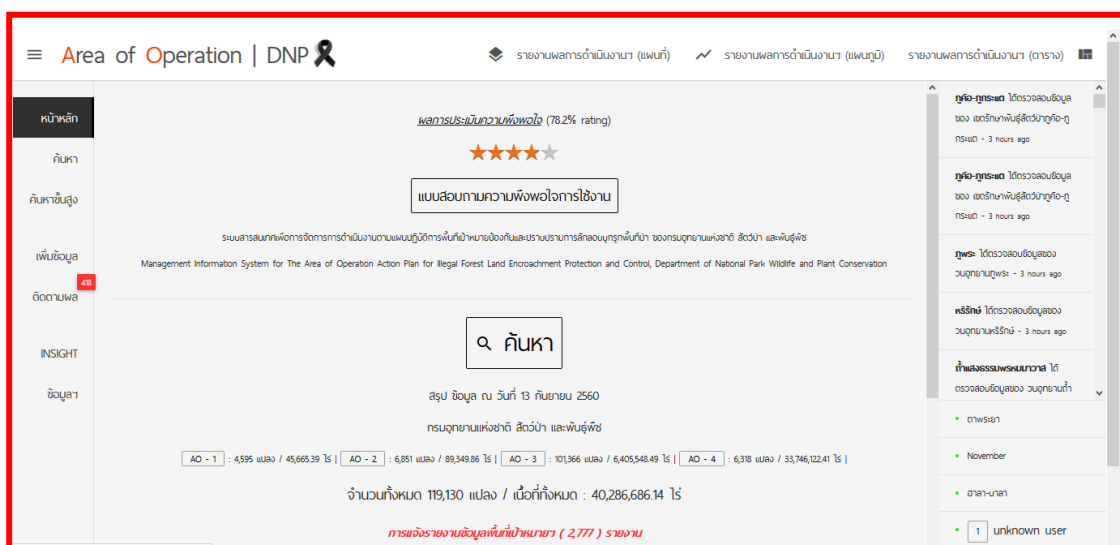 Area of Operation | DNP
รายงานผลการดำเนินงานฯ (แผนที่)
รายงานผลการดำเนินงานฯ (แผนภูมิ)
รายงานผลการดำเนินงานฯ (ตาราง)
หน้าหลัก
ค้นหา
ค้นหาขั้นสูง
เพิ่มข้อมูล
418
ติดตามผล
INSIGHT
ข้อมูลฯ
ผลการประเมินความพึงพอใจ (78.2% rating)
แบบสอบถามความพึงพอใจการใช้งาน
ระบบสารสนเทศเพื่อการจัดการการดำเนินงานตามแผนปฏิบัติการพื้นที่เป้าหมายป้องกันและปราบปรามการลักลอบบุกรุกพื้นที่ป่า ของกรมอุทยานแห่งชาติ สัตว์ป่า และพันธุ์พืช
Management Information System for The Area of Operation Action Plan for Illegal Forest Land Encroachment Protection and Control, Department of National Park Wildlife and Plant Conservation
ค้นหา
สรุป ข้อมูล ณ วันที่ 13 กันยายน 2560
กรมอุทยานแห่งชาติ สัตว์ป่า และพันธุ์พืช
AO - 1 : 4,595 แปลง / 45,665.39 ไร่ | AO - 2 : 6,851 แปลง / 89,349.86 ไร่ | AO - 3 : 101,366 แปลง / 6,405,548.49 ไร่ | AO - 4 : 6,318 แปลง / 33,746,122.41 ไร่ |
จำนวนทั้งหมด 119,130 แปลง / เนื้อที่ทั้งหมด : 40,286,686.14 ไร่
การแจ้งรายงานข้อมูลพื้นที่เป้าหมายฯ ( 2,777 ) รายงาน
ภูค้อ-ภูกระแต ได้ตรวจสอบข้อมูล
ของ เขตรักษาพันธุ์สัตว์ป่าภูค้อ-ภู
กระแต - 3 hours ago
ภูค้อ-ภูกระแต ได้ตรวจสอบข้อมูล
ของ เขตรักษาพันธุ์สัตว์ป่าภูค้อ-ภู
กระแต - 3 hours ago
ภูพระ ได้ตรวจสอบข้อมูลของ
วนอุทยานภูพระ - 3 hours ago
หริรักษ์ ได้ตรวจสอบข้อมูลของ
วนอุทยานหริรักษ์ - 3 hours ago
ถ้ำแสงธรรมพรหมมาวาส ได้
ตรวจสอบข้อมูลของ วนอุทยานถ้ำ
ตาพระยา
November
ฮาลา-บาลา
1 unknown user